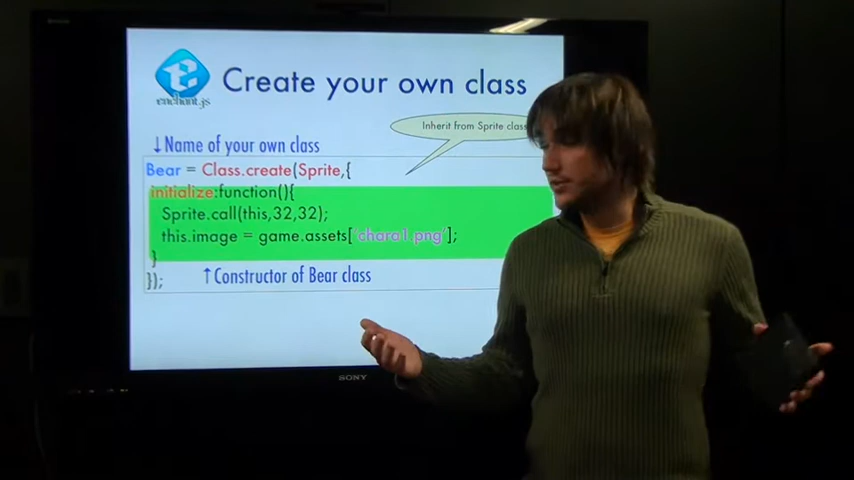 enchant.js
Create your own class
Inherit from Sprite class
↓Name of your own class
Bear = Class.create(Sprite,{
initialize:function(){
Sprite.call(this,32,32);
this.image = game.assets['chara1.png'];
}
});
↑Constructor of Bear class
SONY